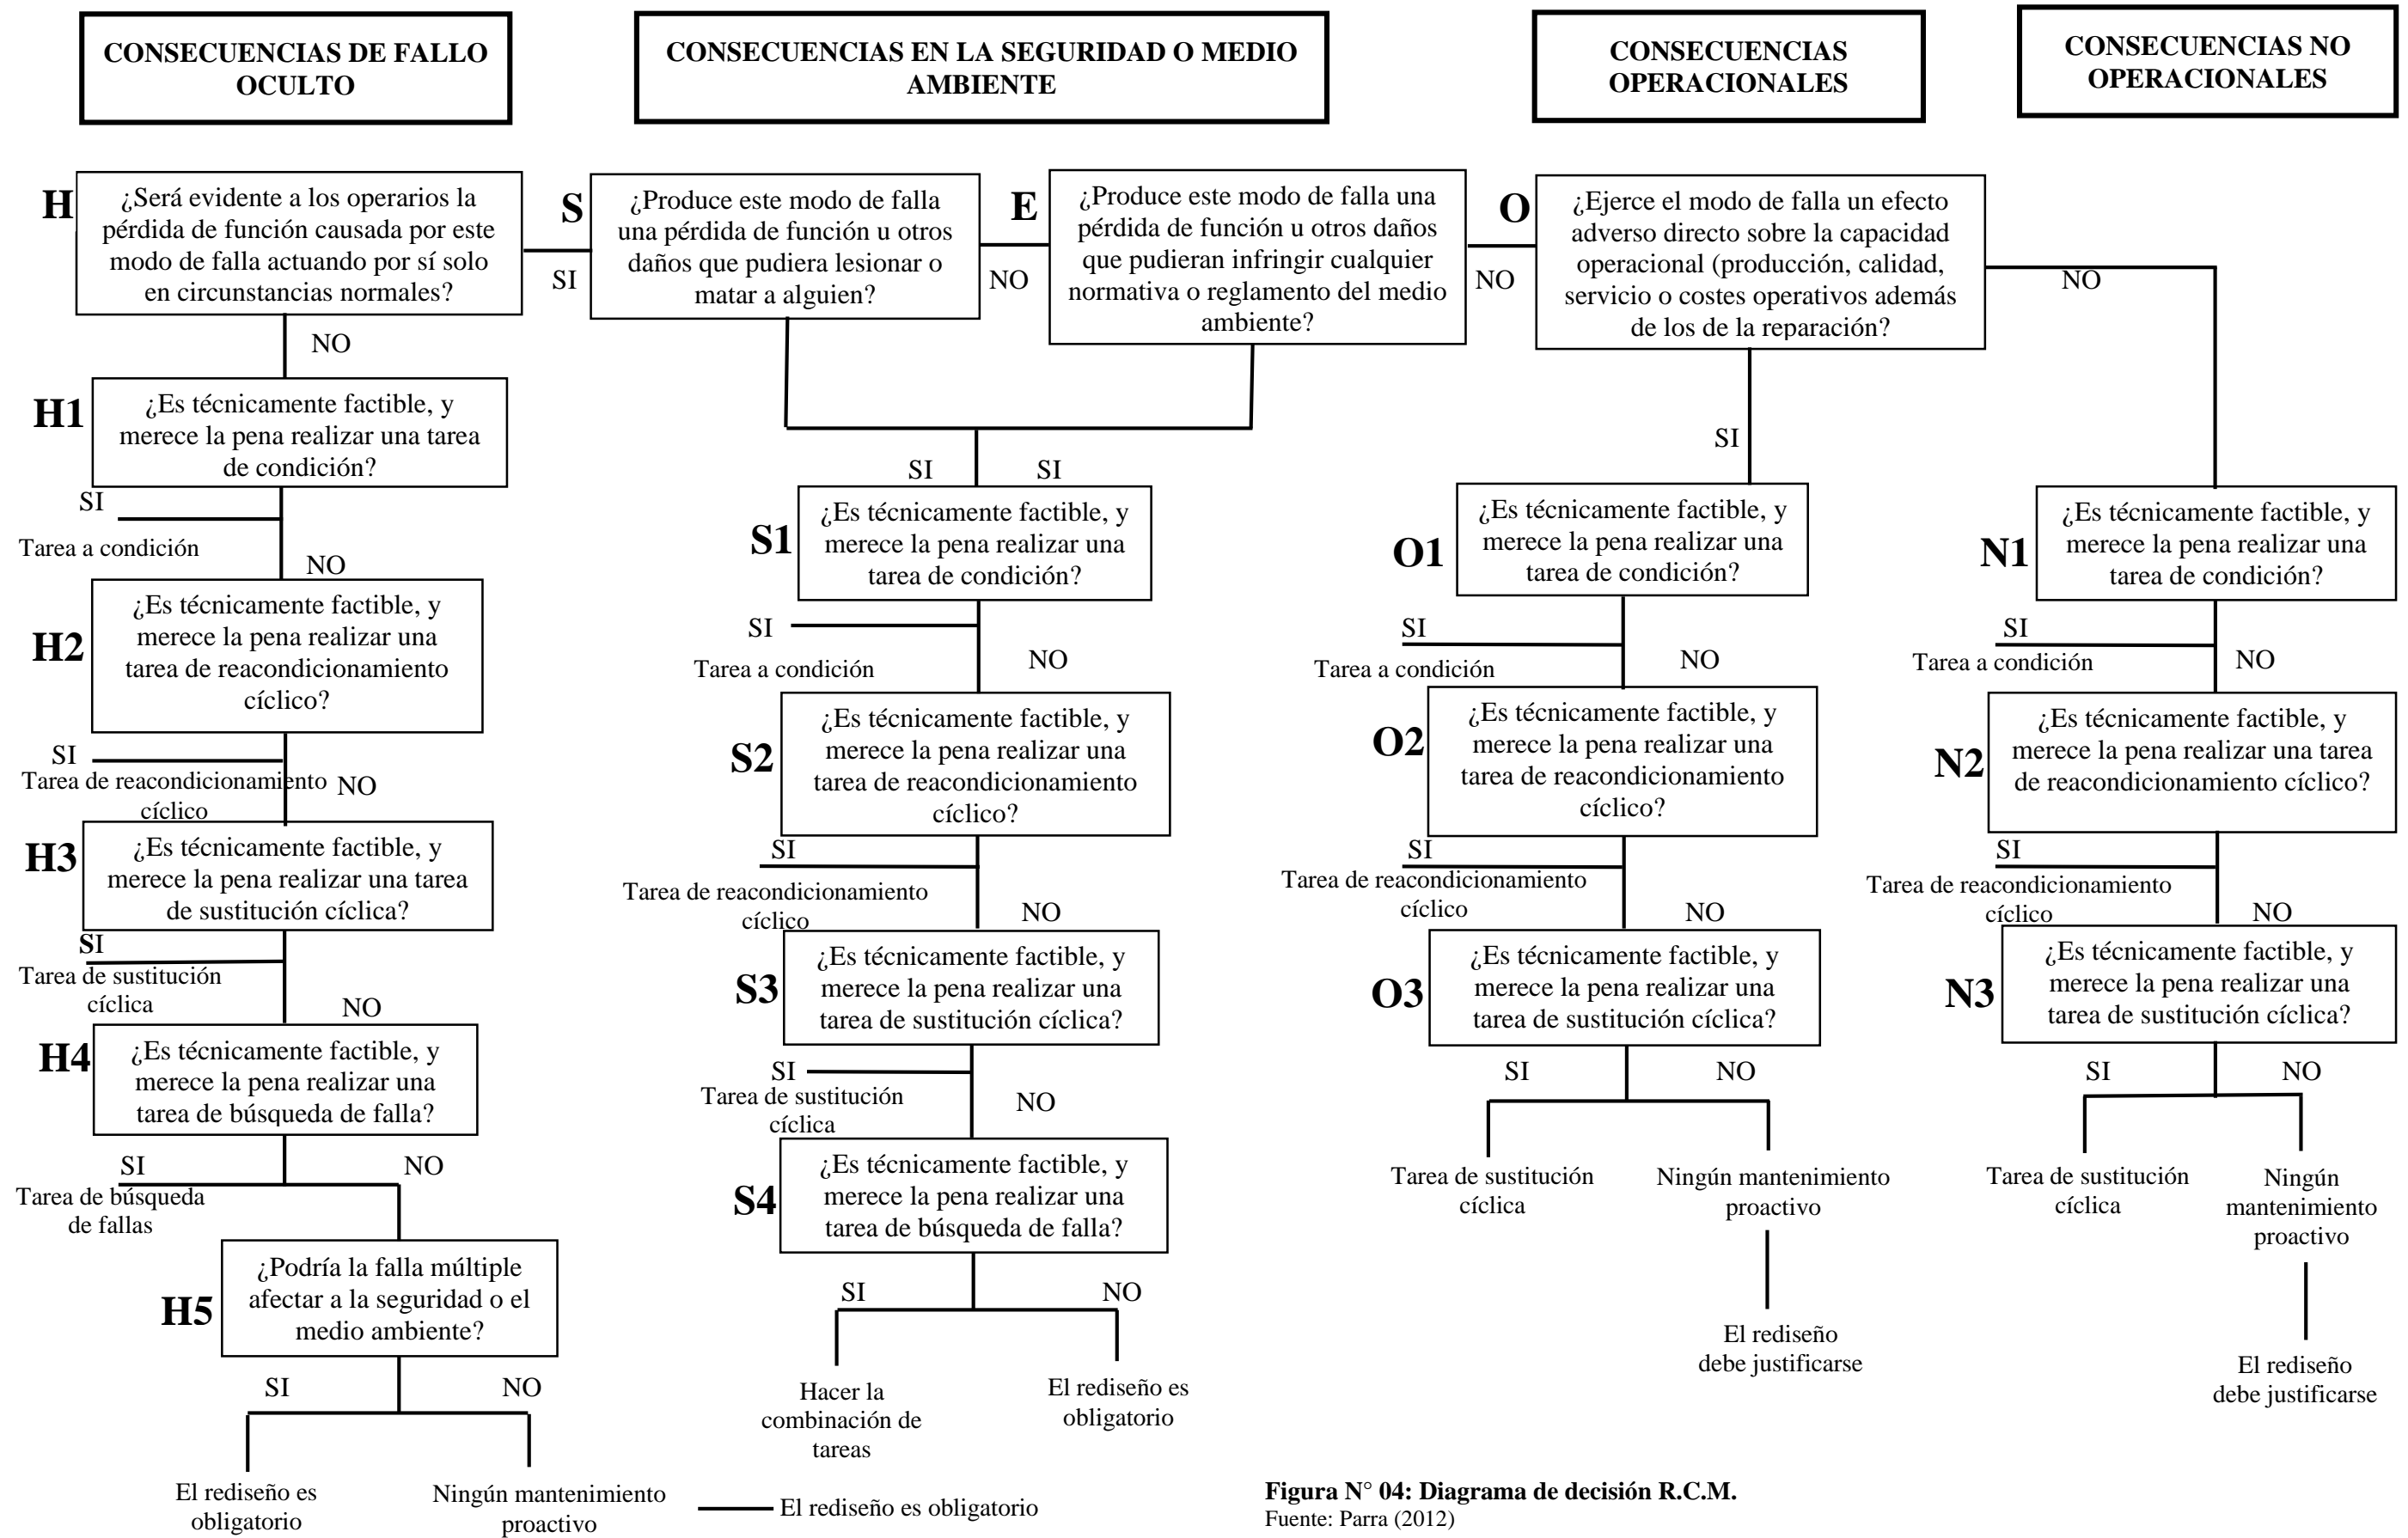 CONSECUENCIAS DE FALLO
OCULTO
CONSECUENCIAS EN LA SEGURIDAD O MEDIO
AMBIENTE
CONSECUENCIAS
OPERACIONALES
CONSECUENCIAS NO
OPERACIONALES
H
¿Será evidente a los operarios la
pérdida de función causada por este
modo de falla actuando por sí solo
en circunstancias normales?
SI
NO
S
¿Produce este modo de falla
una pérdida de función u otros
daños que pudiera lesionar o
matar a alguien?
NO
E
¿Produce este modo de falla una
pérdida de función u otros daños
que pudieran infringir cualquier
normativa o reglamento del medio
ambiente?
NO
O
¿Ejerce el modo de falla un efecto
adverso directo sobre la capacidad
operacional (producción, calidad,
servicio o costes operativos además
de los de la reparación?
NO
SI
H1
¿Es técnicamente factible, y
merece la pena realizar una tarea
de condición?
SI
Tarea a condición
NO
H2
¿Es técnicamente factible, y
merece la pena realizar una
tarea de reacondicionamiento
cíclico?
SI
Tarea de reacondicionamiento
cíclico
NO
H3
¿Es técnicamente factible, y
merece la pena realizar una tarea
de sustitución cíclica?
SI
Tarea de sustitución
cíclica
NO
H4
¿Es técnicamente factible, y
merece la pena realizar una
tarea de búsqueda de falla?
SI
NO
Tarea de búsqueda
de fallas
H5
¿Podría la falla múltiple
afectar a la seguridad o el
medio ambiente?
SI
NO
El rediseño es
obligatorio
Ningún mantenimiento
proactivo
El rediseño es obligatorio
SI
SI
S1
¿Es técnicamente factible, y
merece la pena realizar una
tarea de condición?
SI
Tarea a condición
NO
S2
¿Es técnicamente factible, y
merece la pena realizar una
tarea de reacondicionamiento
cíclico?
SI
Tarea de reacondicionamiento
cíclico
NO
S3
¿Es técnicamente factible, y
merece la pena realizar una
tarea de sustitución cíclica?
SI
Tarea de sustitución
cíclica
NO
S4
¿Es técnicamente factible, y
merece la pena realizar una
tarea de búsqueda de falla?
SI
NO
Hacer la
combinación de
tareas
El rediseño es
obligatorio
O1
¿Es técnicamente factible, y
merece la pena realizar una
tarea de condición?
SI
Tarea a condición
NO
O2
¿Es técnicamente factible, y
merece la pena realizar una
tarea de reacondicionamiento
cíclico?
SI
Tarea de reacondicionamiento
cíclico
NO
O3
¿Es técnicamente factible, y
merece la pena realizar una
tarea de sustitución cíclica?
SI
NO
Tarea de sustitución
cíclica
Ningún mantenimiento
proactivo
El rediseño
debe justificarse
N1
¿Es técnicamente factible, y
merece la pena realizar una
tarea de condición?
SI
Tarea a condición
NO
N2
¿Es técnicamente factible, y
merece la pena realizar una tarea
de reacondicionamiento cíclico?
SI
Tarea de reacondicionamiento
cíclico
NO
N3
¿Es técnicamente factible, y
merece la pena realizar una
tarea de sustitución cíclica?
SI
NO
Tarea de sustitución
cíclica
Ningún
mantenimiento
proactivo
El rediseño
debe justificarse
Figura N° 04: Diagrama de decisión R.C.M.
Fuente: Parra (2012)